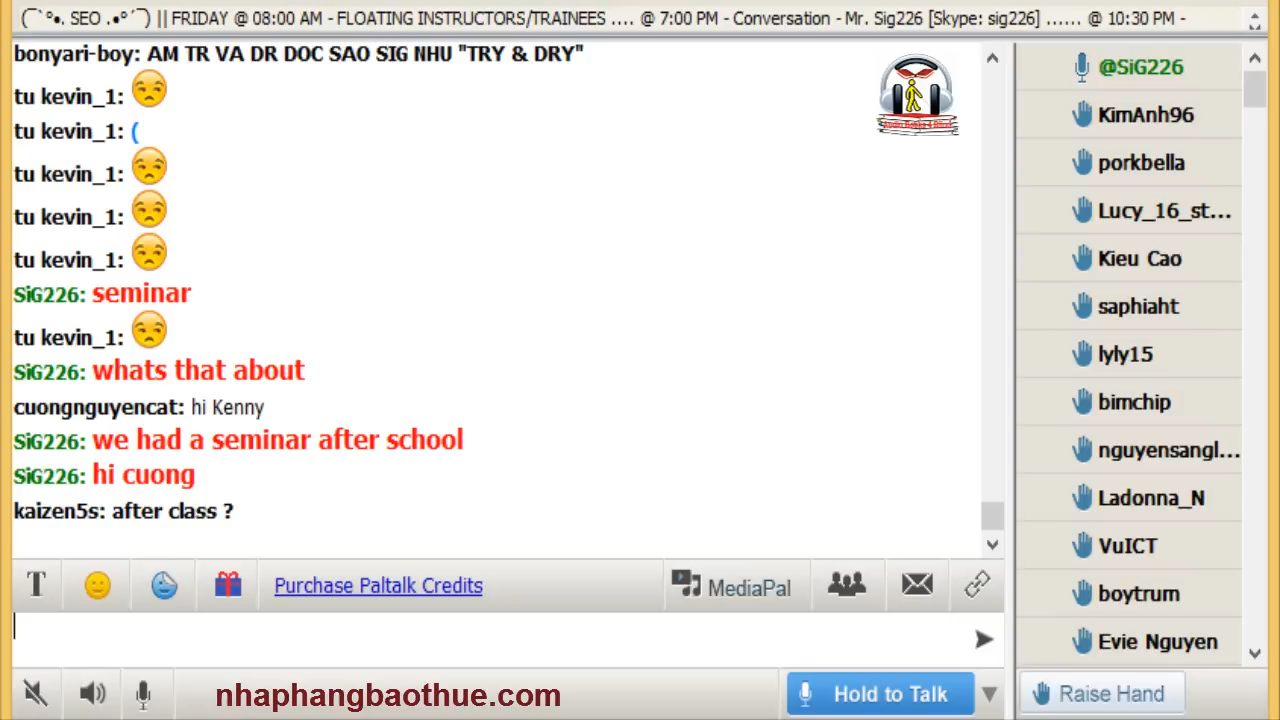 (¯`°•. SEO .•°´¯) || FRIDAY @ 08:00 AM - FLOATING INSTRUCTORS/TRAINEES .... @ 7:00 PM - Conversation - Mr. Sig226 [Skype: sig226] ...... @ 10:30 PM -
bonyari-boy: AM TR VA DR DOC SAO SIG NHU "TRY & DRY"
tu kevin_1:
tu kevin_1: (
tu kevin_1:
tu kevin_1:
tu kevin_1:
SiG226: seminar
tu kevin_1:
SiG226: whats that about
cuongnguyencat: hi Kenny
SiG226: we had a seminar after school
SiG226: hi cuong
kaizen5s: after class ?
@SiG226
KimAnh96
porkbella
Lucy_16_st...
Kieu Cao
saphiaht
lyly15
bimchip
nguyensangl...
Ladonna_N
VuICT
boytrum
Evie Nguyen
T
Purchase Paltalk Credits
MediaPal
nhaphangbaothue.com
Hold to Talk
Raise Hand